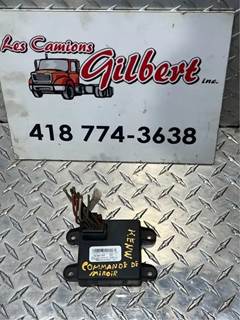 Les Camions
Gilbert inc.
418 774-3638
KENW
COMMANDE DE
MIROIR